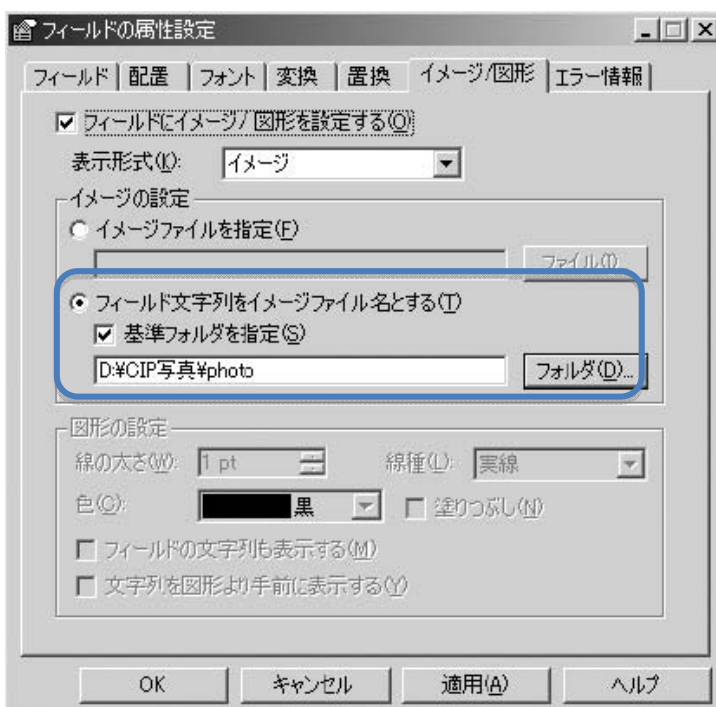 フィールドの属性設定
フィールド 配置 フォント 変換 置換 イメージ/図形 エラー情報
フィールドにイメージ/図形を設定する(O)
表示形式(K): イメージ
イメージの設定
イメージファイルを指定(F)
ファイル(I)...
フィールド文字列をイメージファイル名とする(T)
基準フォルダを指定(S)
D:¥CIP写真¥photo フォルダ(D)...
図形の設定
線の太さ(W): 1 pt 線種(L): 実線
色(C): 黒 塗りつぶし(N)
フィールドの文字列も表示する(M)
文字列を図形より手前に表示する(Y)
OK キャンセル 適用(A) ヘルプ